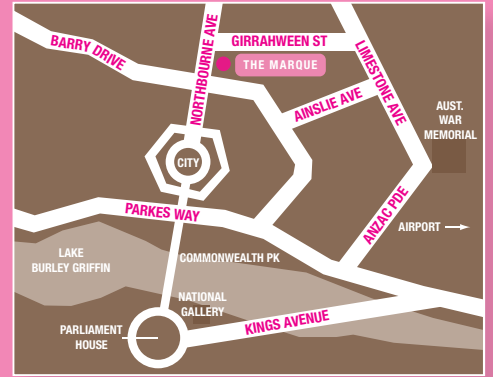 NORTHBOURNE AVE
GIRRAHWEEN ST
BARRY DRIVE
THE MARQUE
LIMESTONE AVE
AINSLIE AVE
AUST.
WAR
MEMORIAL
CITY
PARKES WAY
ANZAC PDE
AIRPORT
LAKE
BURLEY GRIFFIN
COMMONWEALTH PK
NATIONAL
GALLERY
KINGS AVENUE
PARLIAMENT
HOUSE